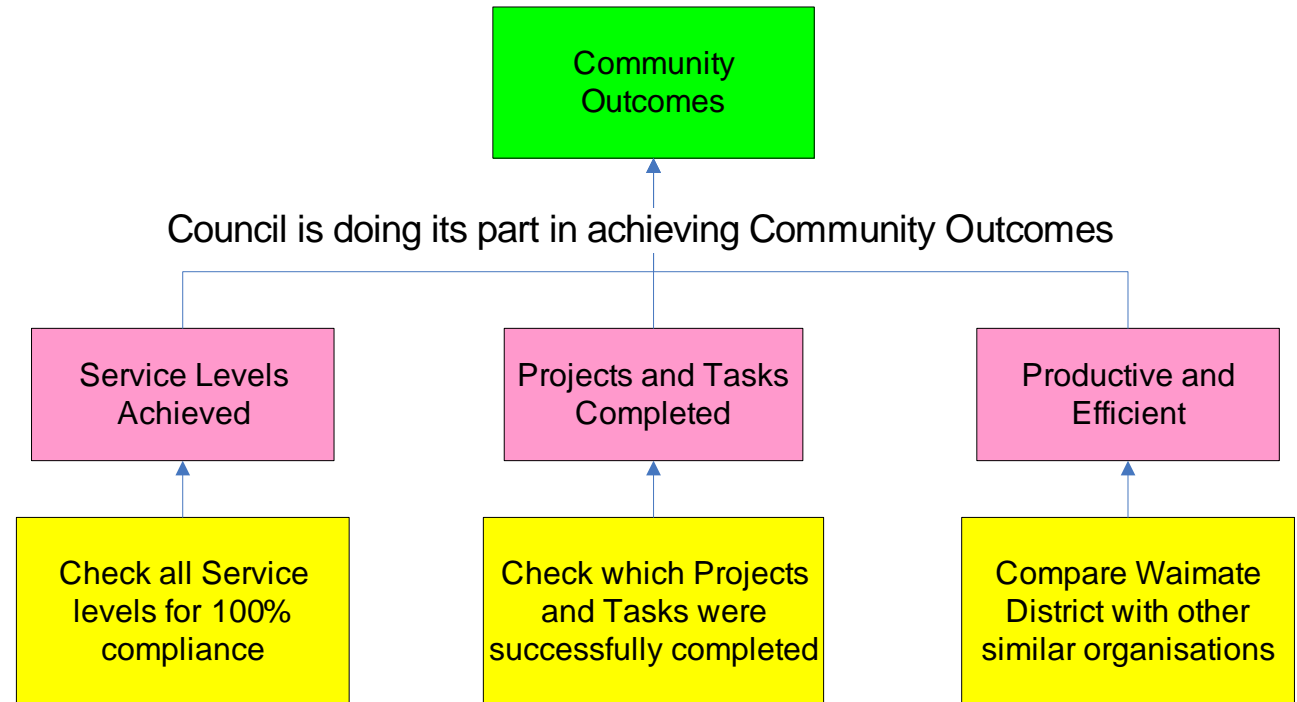 Community
Outcomes
Council is doing its part in achieving Community Outcomes
Service Levels
Achieved
Projects and Tasks
Completed
Productive and
Efficient
Check all Service
levels for 100%
compliance
Check which Projects
and Tasks were
successfully completed
Compare Waimate
District with other
similar organisations